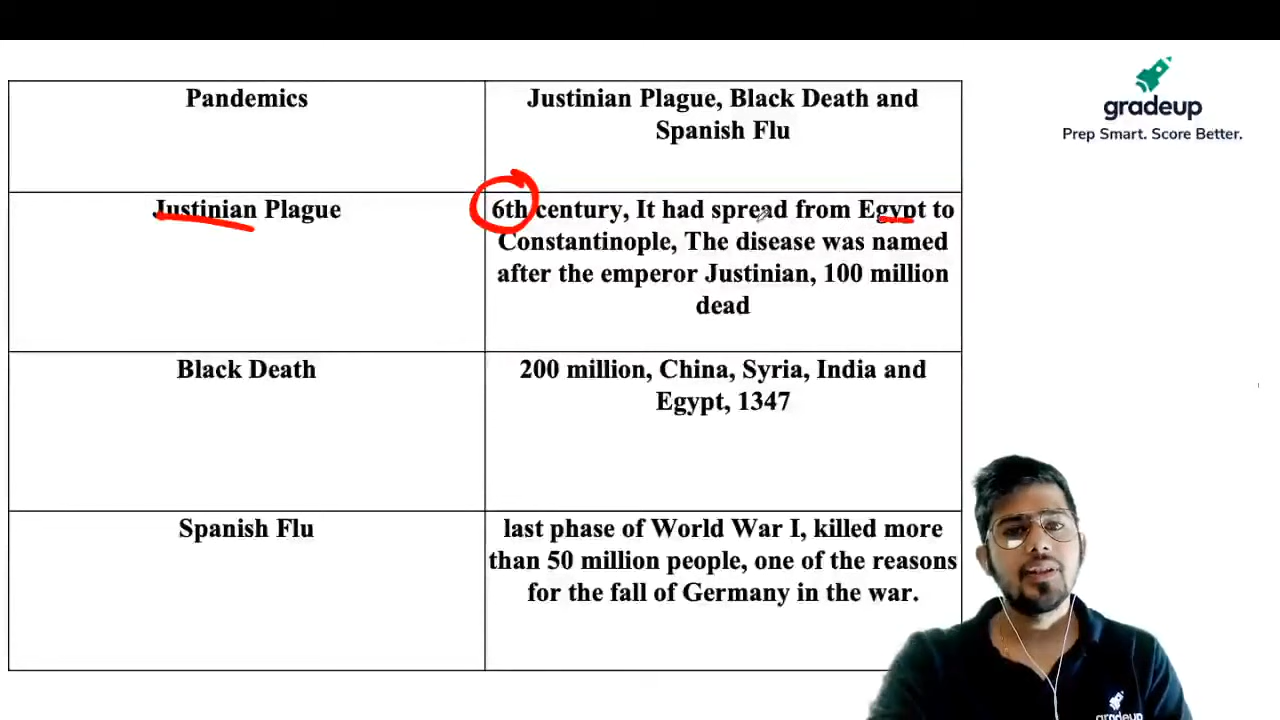 Pandemics
Justinian Plague, Black Death and
Spanish Flu
gradeup
Prep Smart. Score Better.
Justinian Plague
6th century, It had spread from Egypt to
Constantinople, The disease was named
after the emperor Justinian, 100 million
dead
Black Death
200 million, China, Syria, India and
Egypt, 1347
Spanish Flu
last phase of World War I, killed more
than 50 million people, one of the reasons
for the fall of Germany in the war.
gradeup